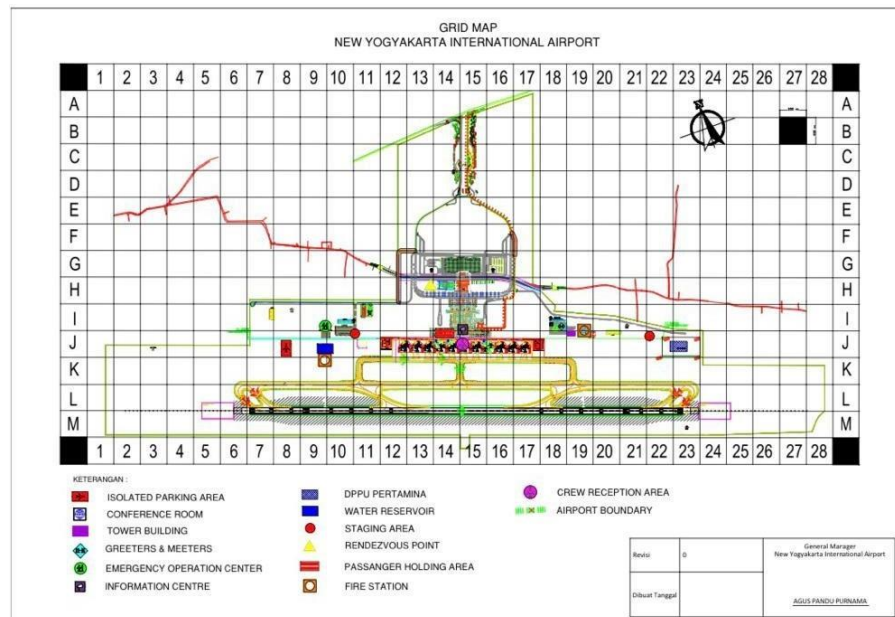 GRID MAP
NEW YOGYAKARTA INTERNATIONAL AIRPORT
1 2 3 4 5 6 7 8 9 10 11 12 13 14 15 16 17 18 19 20 21 22 23 24 25 26 27 28
A A
B B
C C
D D
E E
F F
G G
H H
I I
J J
K K
L L
M M
1 2 3 4 5 6 7 8 9 10 11 12 13 14 15 16 17 18 19 20 21 22 23 24 25 26 27 28
KETERANGAN :
ISOLATED PARKING AREA
CONFERENCE ROOM
TOWER BUILDING
GREETERS & MEETERS
EMERGENCY OPERATION CENTER
INFORMATION CENTRE
DPPU PERTAMINA
WATER RESERVOIR
STAGING AREA
RENDEZVOUS POINT
PASSANGER HOLDING AREA
FIRE STATION
CREW RECEPTION AREA
AIRPORT BOUNDARY
Revisi 0
Dibuat Tanggal
General Manager
New Yogyakarta International Airport
AGUS PANDU PURNAMA